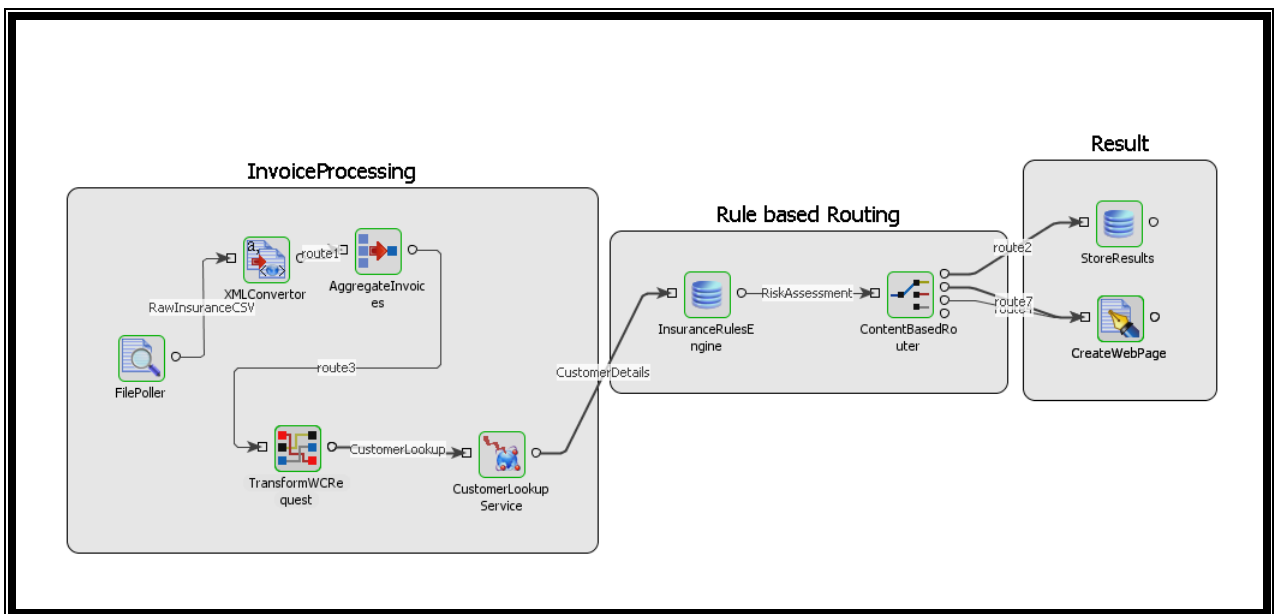 InvoiceProcessing
a,
XMLConvertor
route1
AggregateInvoic
es
RawInsuranceCSV
FilePoller
route3
TransformWCRe
quest
CustomerLookup
CustomerLookup
Service
CustomerDetails
Rule based Routing
InsuranceRulesE
ngine
RiskAssessment
ContentBasedRo
uter
Result
route2
StoreResults
route7
CreateWebPage